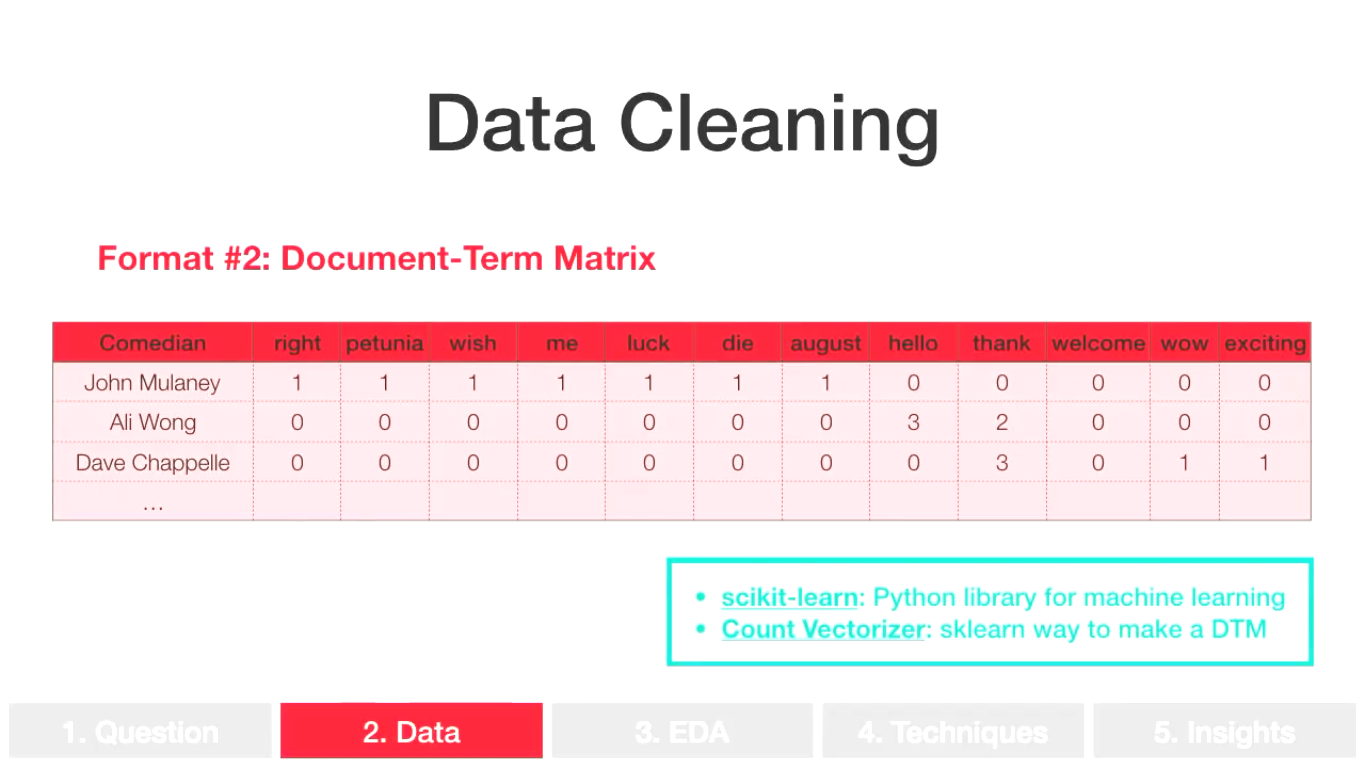 Data Cleaning
Format #2: Document-Term Matrix
Comedian right petunia wish me luck die august hello thank welcome wow exciting
John Mulaney 1 1 1 1 1 1 1 0 0 0 0 0
Ali Wong 0 0 0 0 0 0 0 3 2 0 0 0
Dave Chappelle 0 0 0 0 0 0 0 0 3 0 1 1
...
• scikit-learn: Python library for machine learning
• Count Vectorizer: sklearn way to make a DTM
1. Question 2. Data 3. EDA 4. Techniques 5. Insights